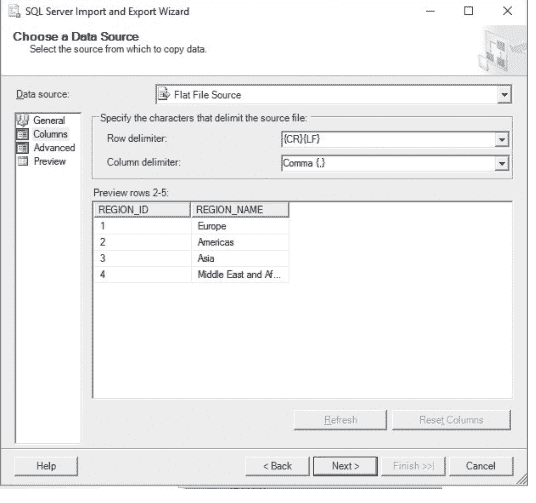 SQL Server Import and Export Wizard
Choose a Data Source
Select the source from which to copy data.
Data source: Flat File Source
General
Columns
Advanced
Preview
Specify the characters that delimit the source file:
Row delimiter: {CR}{LF}
Column delimiter: Comma {,}
Preview rows 2-5:
REGION_ID REGION_NAME
1 Europe
2 Americas
3 Asia
4 Middle East and Af...
Refresh Reset Columns
Help < Back Next > Finish >>| Cancel